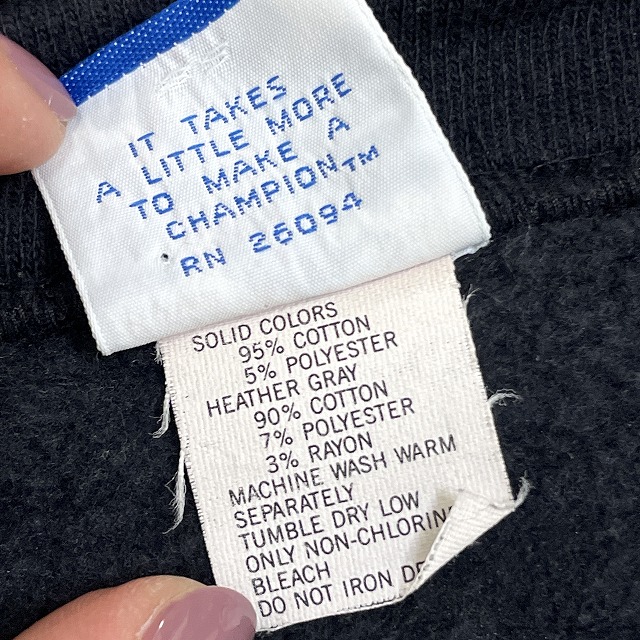 IT TAKES
A LITTLE MORE
TO MAKE A
CHAMPION™
RN 26094
SOLID COLORS
95% COTTON
5% POLYESTER
HEATHER GRAY
90% COTTON
7% POLYESTER
3% RAYON
MACHINE WASH WARM
SEPARATELY
TUMBLE DRY LOW
ONLY NON-CHLORIN
BLEACH
DO NOT IRON